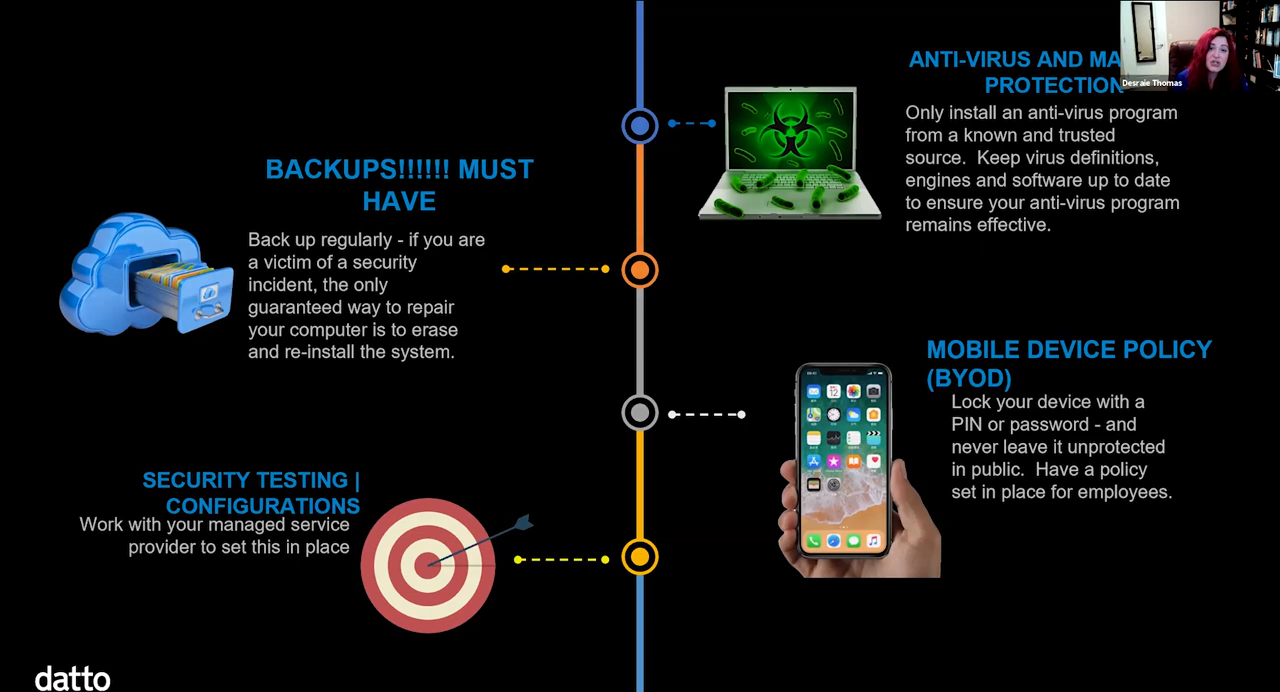 ANTI-VIRUS AND MA
PROTECTION
Desraie Thomas
Only install an anti-virus program
from a known and trusted
source. Keep virus definitions,
engines and software up to date
to ensure your anti-virus program
remains effective.
BACKUPS!!!!!! MUST
HAVE
Back up regularly - if you are
a victim of a security
incident, the only
guaranteed way to repair
your computer is to erase
and re-install the system.
MOBILE DEVICE POLICY
(BYOD)
Lock your device with a
PIN or password - and
never leave it unprotected
in public. Have a policy
set in place for employees.
SECURITY TESTING |
CONFIGURATIONS
Work with your managed service
provider to set this in place
datto